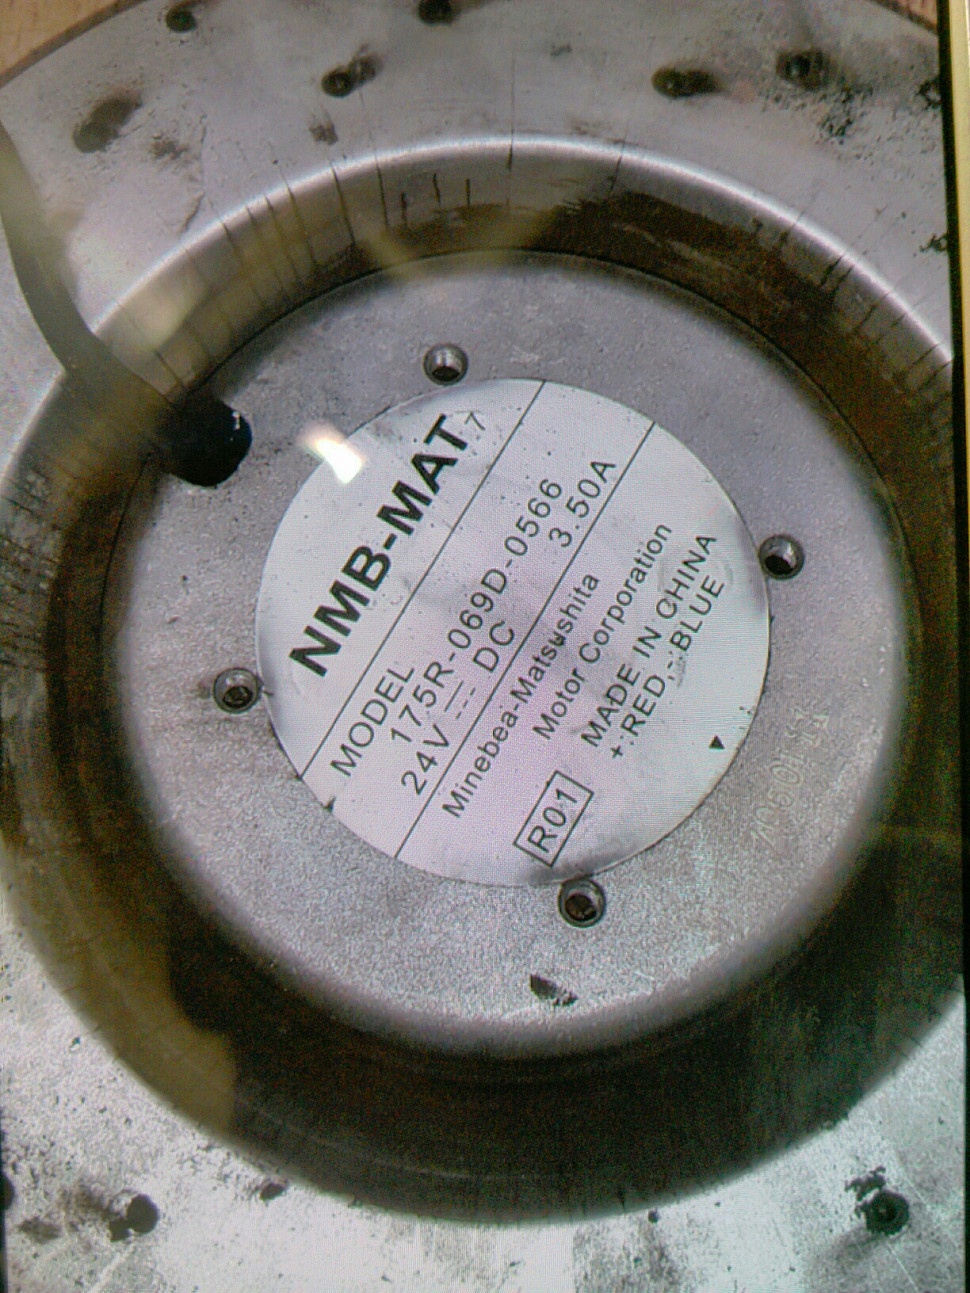 NMB-MAT 7
MODEL
175R-069D-0566
24V ⎓ DC 3.50A
Minebea-Matsushita
Motor Corporation
MADE IN CHINA
+:RED,-:BLUE
R01